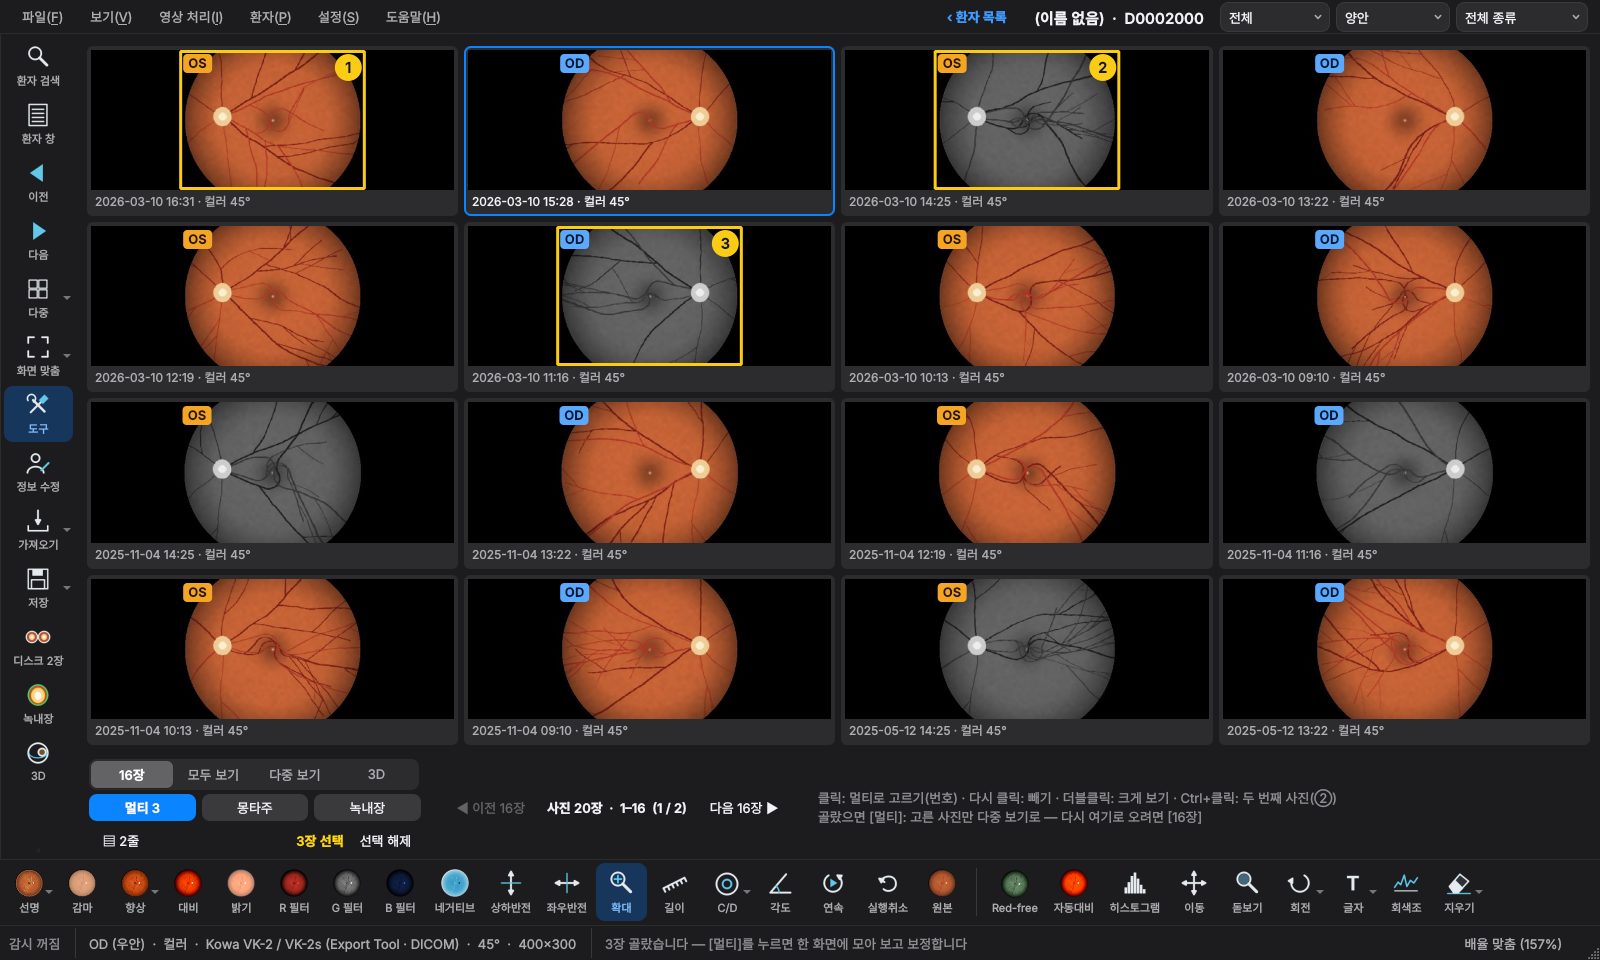 파일(F) 보기(V) 영상 처리(I) 환자(P) 설정(S) 도움말(H) ‹ 환자 목록 (이름 없음) · D0002000 전체 양안 전체 종류
환자 검색
환자 창
이전
다음
다중
화면 맞춤
도구
정보 수정
가져오기
저장
디스크 2장
녹내장
3D
OS 1 OD OS 2 OD
2026-03-10 16:31 · 컬러 45° 2026-03-10 15:28 · 컬러 45° 2026-03-10 14:25 · 컬러 45° 2026-03-10 13:22 · 컬러 45°
OS OD 3 OS OD
2026-03-10 12:19 · 컬러 45° 2026-03-10 11:16 · 컬러 45° 2026-03-10 10:13 · 컬러 45° 2026-03-10 09:10 · 컬러 45°
OS OD OS OD
2025-11-04 14:25 · 컬러 45° 2025-11-04 13:22 · 컬러 45° 2025-11-04 12:19 · 컬러 45° 2025-11-04 11:16 · 컬러 45°
OS OD OS OD
2025-11-04 10:13 · 컬러 45° 2025-11-04 09:10 · 컬러 45° 2025-05-12 14:25 · 컬러 45° 2025-05-12 13:22 · 컬러 45°
16장 모두 보기 다중 보기 3D
멀티 3 몽타주 녹내장 ◀ 이전 16장 사진 20장 · 1–16 (1 / 2) 다음 16장 ▶
클릭: 멀티로 고르기(번호) · 다시 클릭: 빼기 · 더블클릭: 크게 보기 · Ctrl+클릭: 두 번째 사진(②)
골랐으면 [멀티]: 고른 사진만 다중 보기로 — 다시 여기로 오려면 [16장]
▤ 2줄 3장 선택 선택 해제
선명 감마 향상 대비 밝기 R 필터 G 필터 B 필터 네거티브 상하반전 좌우반전 확대 길이 C/D 각도 연속 실행취소 원본 Red-free 자동대비 히스토그램 이동 돋보기 회전 글자 회색조 지우기
감시 꺼짐 OD (우안) · 컬러 · Kowa VK-2 / VK-2s (Export Tool · DICOM) · 45° · 400×300 3장 골랐습니다 — [멀티]를 누르면 한 화면에 모아 보고 보정합니다 배율 맞춤 (157%)